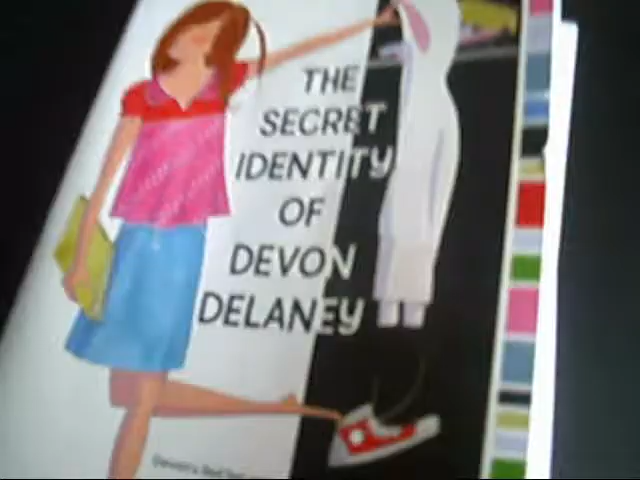 THE
SECRET
IDENTITY
OF
DEVON
DELANEY